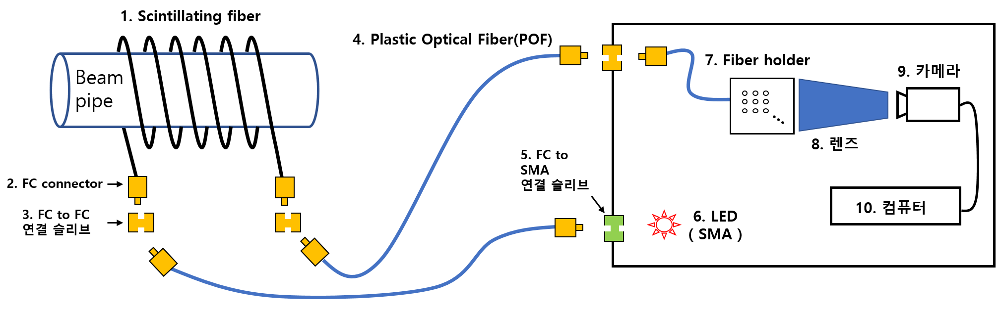 1. Scintillating fiber
4. Plastic Optical Fiber(POF)
Beam
pipe
7. Fiber holder
9. 카메라
8. 렌즈
5. FC to
SMA
연결 슬리브
2. FC connector
3. FC to FC
연결 슬리브
6. LED
( SMA )
10. 컴퓨터